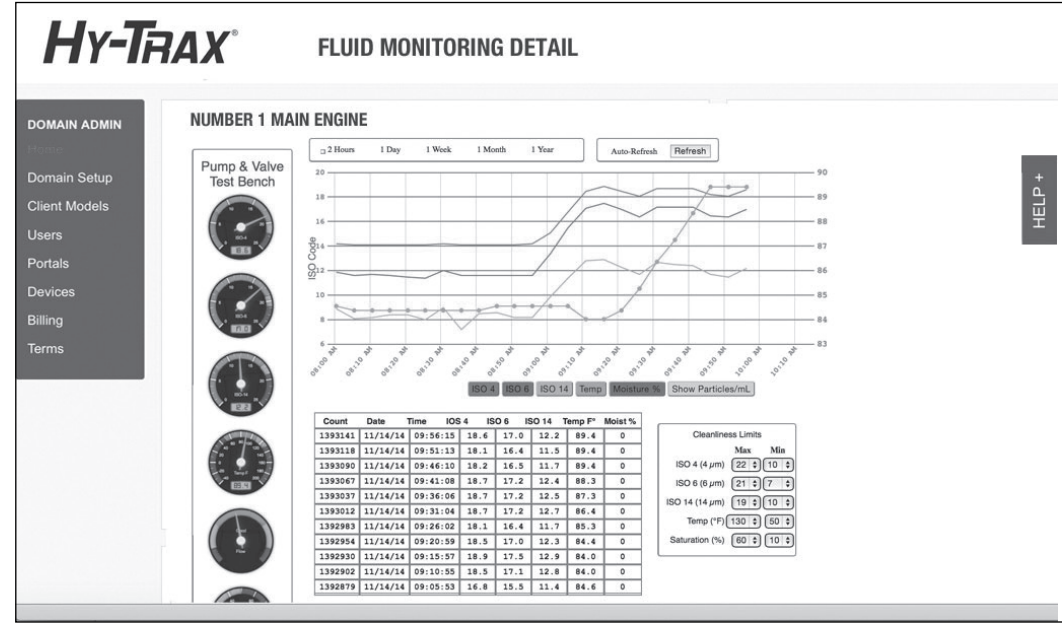 HY-TRAX®
FLUID MONITORING DETAIL
DOMAIN ADMIN
Home
Domain Setup
Client Models
Users
Portals
Devices
Billing
Terms
HELP +
NUMBER 1 MAIN ENGINE
Pump & Valve
Test Bench
ISO-4
18.6
ISO-6
17.0
ISO-14
12.2
Temp F
89.4
Flow
2 Hours 1 Day 1 Week 1 Month 1 Year
Auto-Refresh Refresh
ISO Code
20
18
16
14
12
10
8
6
90
89
88
87
86
85
84
83
08:00 AM 08:10 AM 08:20 AM 08:30 AM 08:40 AM 08:50 AM 09:00 AM 09:10 AM 09:20 AM 09:30 AM 09:40 AM 09:50 AM 10:00 AM 10:10 AM
ISO 4 ISO 6 ISO 14 Temp Moisture % Show Particles/mL
Count Date Time IOS 4 ISO 6 ISO 14 Temp F° Moist %
1393141 11/14/14 09:56:15 18.6 17.0 12.2 89.4 0
1393118 11/14/14 09:51:13 18.1 16.4 11.5 89.4 0
1393090 11/14/14 09:46:10 18.2 16.5 11.7 89.4 0
1393067 11/14/14 09:41:08 18.7 17.2 12.4 88.3 0
1393037 11/14/14 09:36:06 18.7 17.2 12.5 87.3 0
1393012 11/14/14 09:31:04 18.7 17.2 12.7 86.4 0
1392983 11/14/14 09:26:02 18.1 16.4 11.7 85.3 0
1392954 11/14/14 09:20:59 18.5 17.0 12.3 84.4 0
1392930 11/14/14 09:15:57 18.9 17.5 12.9 84.0 0
1392902 11/14/14 09:10:55 18.5 17.1 12.8 84.0 0
1392879 11/14/14 09:05:53 16.8 15.5 11.4 84.6 0
Cleanliness Limits
Max Min
ISO 4 (4 µm) 22 10
ISO 6 (6 µm) 21 7
ISO 14 (14 µm) 19 10
Temp (°F) 130 50
Saturation (%) 60 10